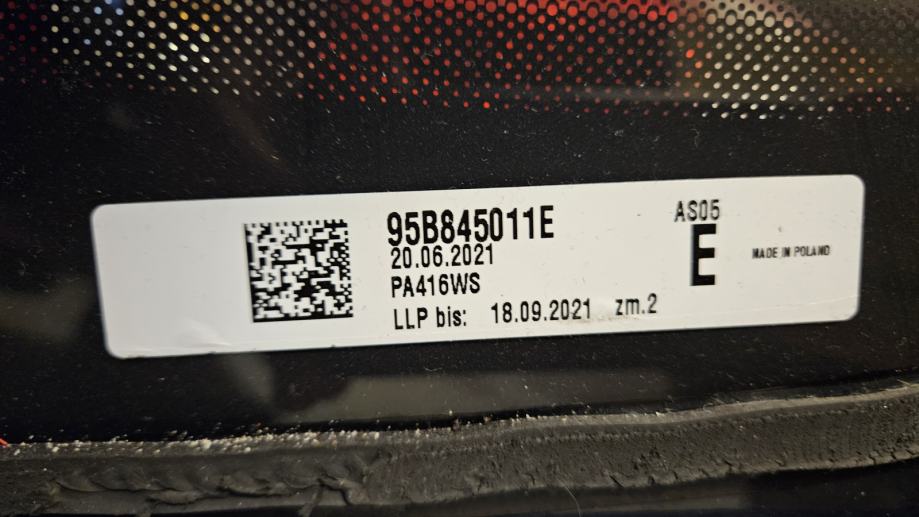 95B845011E
20.06.2021
PA416WS
LLP bis: 18.09.2021 zm.2
AS05
E
MADE IN POLAND